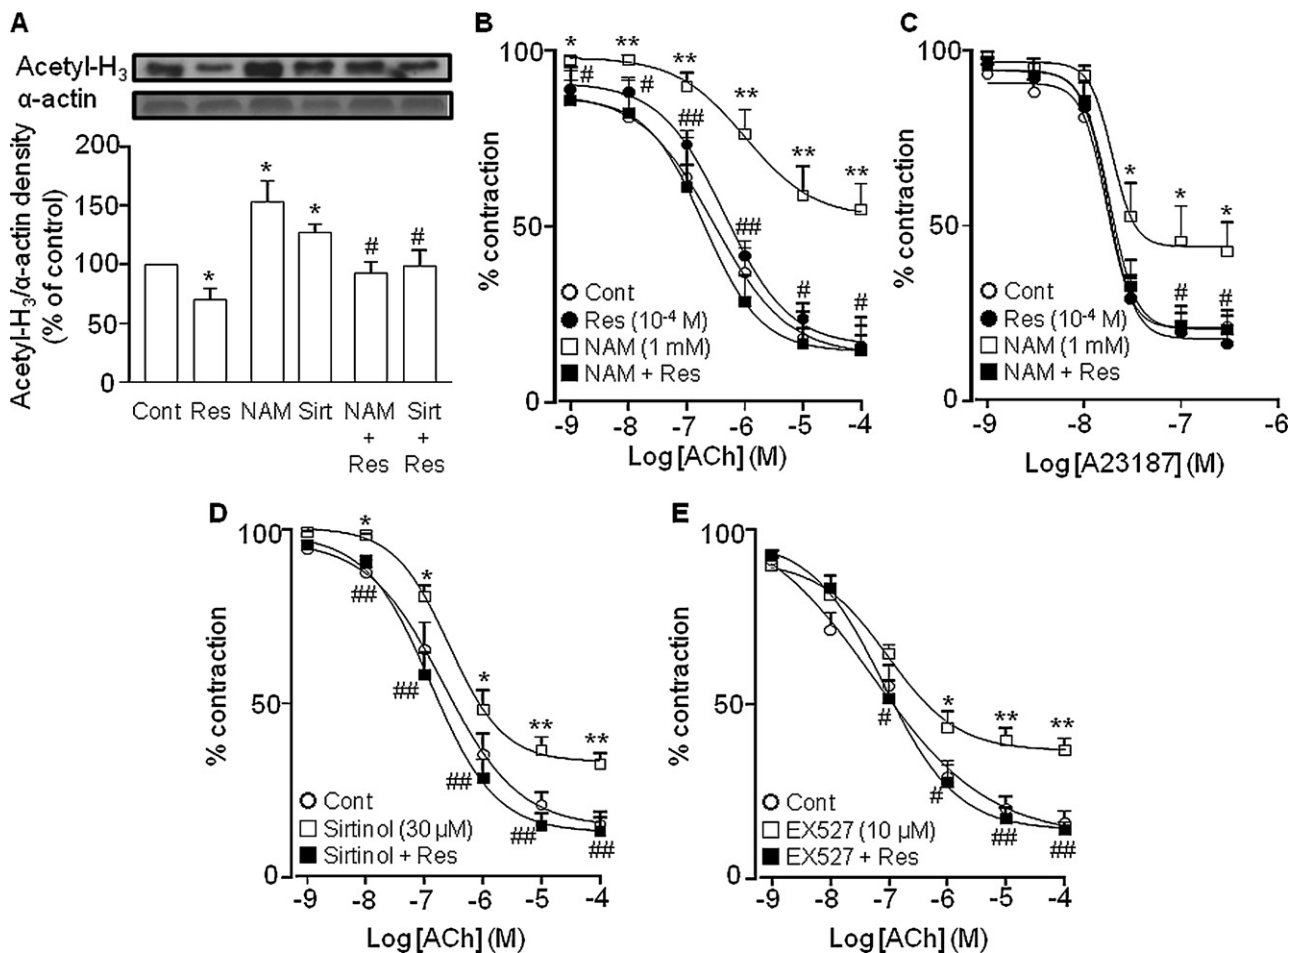 A
Acetyl-H3
α-actin
Acetyl-H3/α-actin density
(% of control)
200
150
100
50
0
*
*
*
#
#
Cont Res NAM Sirt NAM + Res Sirt + Res
B
% contraction
100
50
0
* ** ** ** ** **
# # ## ## # #
Cont
Res (10-4 M)
NAM (1 mM)
NAM + Res
-9 -8 -7 -6 -5 -4
Log [ACh] (M)
C
% contraction
100
50
0
* * *
# #
Cont
Res (10-4 M)
NAM (1 mM)
NAM + Res
-9 -8 -7 -6
Log [A23187] (M)
D
% contraction
100
50
0
* * * ** **
## ## ## ## ##
Cont
Sirtinol (30 µM)
Sirtinol + Res
-9 -8 -7 -6 -5 -4
Log [ACh] (M)
E
% contraction
100
50
0
* ** **
# # ## ##
Cont
EX527 (10 µM)
EX527 + Res
-9 -8 -7 -6 -5 -4
Log [ACh] (M)